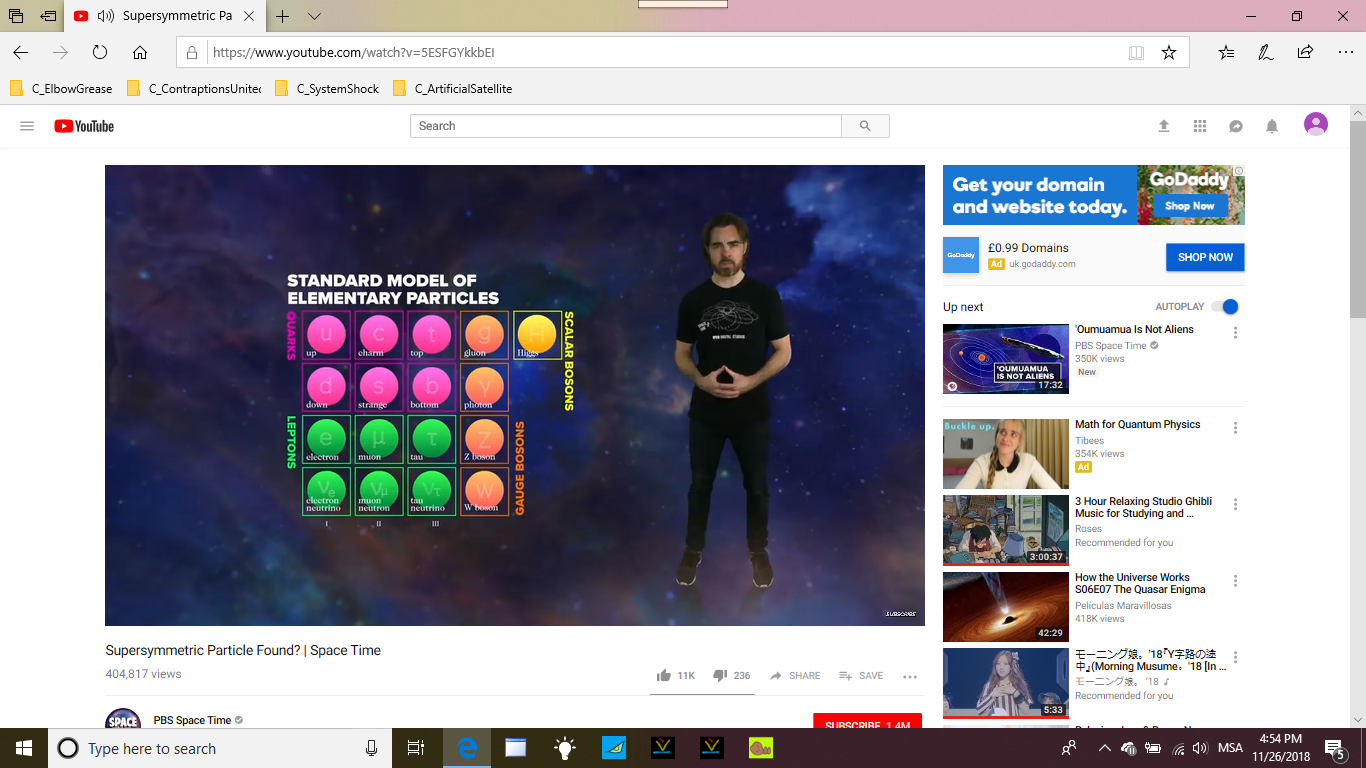 Supersymmetric Pa
https://www.youtube.com/watch?v=5ESFGYkkbEI
C_ElbowGrease
C_ContraptionsUnited
C_SystemShock
C_ArtificialSatellite
YouTube
Search
STANDARD MODEL OF
ELEMENTARY PARTICLES
QUARKS
LEPTONS
SCALAR BOSONS
GAUGE BOSONS
u
up
c
charm
t
top
g
gluon
H
Higgs
d
down
s
strange
b
bottom
γ
photon
e
electron
μ
muon
τ
tau
Z
Z boson
νe
electron
neutrino
νμ
muon
neutron
ντ
tau
neutrino
W
W boson
I
II
III
SUBSCRIBE
Supersymmetric Particle Found? | Space Time
404,817 views
11K
236
SHARE
SAVE
SPACE
PBS Space Time
SUBSCRIBE 1.4M
Get your domain
and website today.
GoDaddy
Shop Now
GoDaddy
£0.99 Domains
Ad uk.godaddy.com
SHOP NOW
Up next
AUTOPLAY
'OUMUAMUA
IS NOT ALIENS
17:32
'Oumuamua Is Not Aliens
PBS Space Time
350K views
New
Buckle up.
Math for Quantum Physics
Tibees
354K views
Ad
3:00:37
3 Hour Relaxing Studio Ghibli
Music for Studying and ...
Roses
Recommended for you
42:29
How the Universe Works
S06E07 The Quasar Enigma
Peliculas Maravillosas
418K views
5:33
モーニング娘。'18『Y字路の途
中』(Morning Musume。'18 [In ...
モーニング娘。 '18
Recommended for you
Type here to search
MSA
4:54 PM
11/26/2018
5